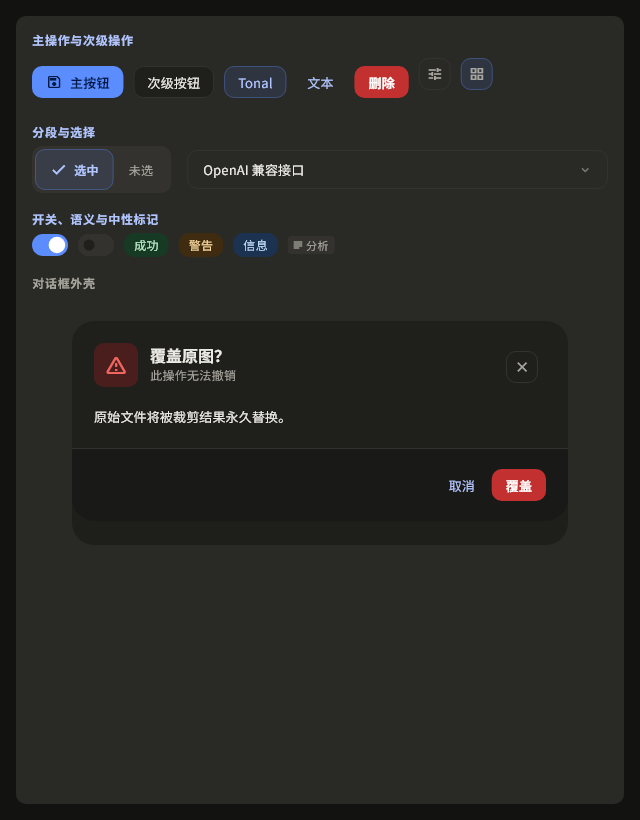 主操作与次级操作
主按钮 次级按钮 Tonal 文本 删除
分段与选择
选中 未选 OpenAI 兼容接口
开关、语义与中性标记
成功 警告 信息 分析
对话框外壳
覆盖原图?
此操作无法撤销
原始文件将被裁剪结果永久替换。
取消 覆盖